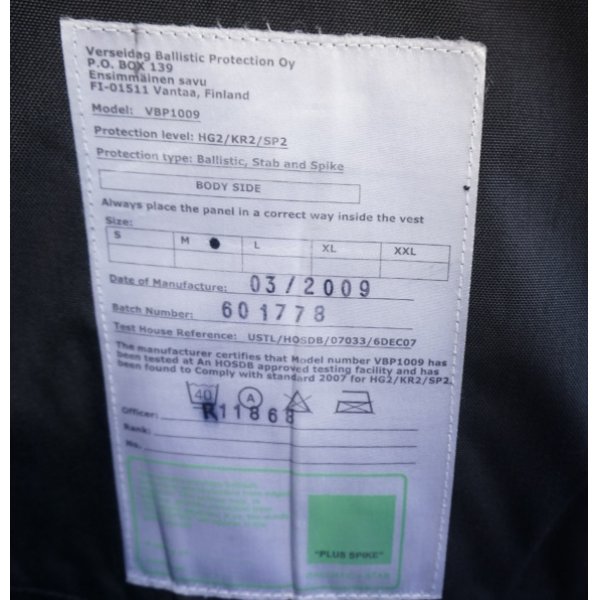 Verseidag Ballistic Protection Oy
P.O. BOX 139
Ensimmäinen savu
FI-01511 Vantaa, Finland
Model: VBP1009
Protection level: HG2/KR2/SP2
Protection type: Ballistic, Stab and Spike
BODY SIDE
Always place the panel in a correct way inside the vest
Size:
S M L XL XXL
Date of Manufacture: 03/2009
Batch Number: 601778
Test House Reference: USTL/HOSDB/07033/6DEC07
The manufacturer certifies that Model number VBP1009 has
been tested at An HOSDB approved testing facility and has
been found to Comply with standard 2007 for HG2/KR2/SP2.
40 A
R11868
Officer:
Rank:
No.
"PLUS SPIKE"